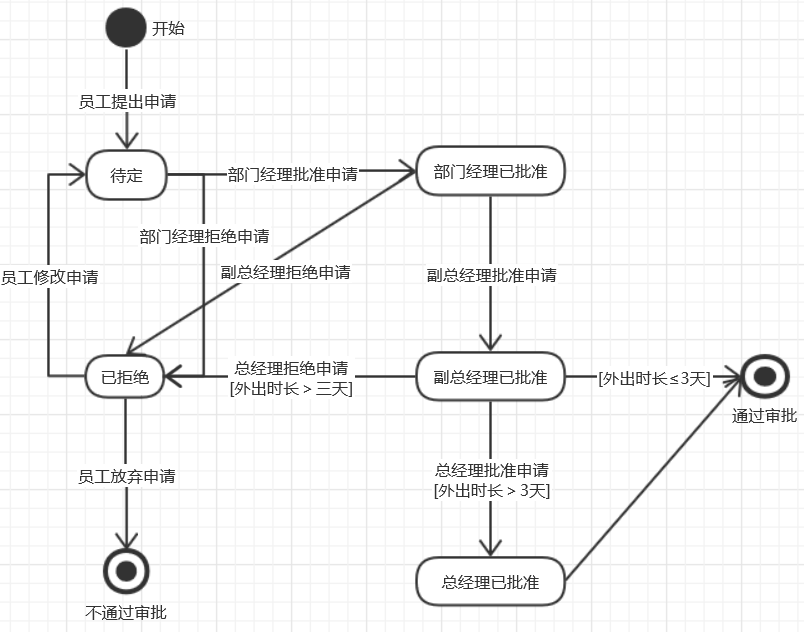 开始
员工提出申请
待定
部门经理批准申请
部门经理已批准
部门经理拒绝申请
员工修改申请
副总经理拒绝申请
副总经理批准申请
已拒绝
总经理拒绝申请
[外出时长 > 三天]
副总经理已批准
[外出时长≤3天]
通过审批
员工放弃申请
总经理批准申请
[外出时长 > 3天]
总经理已批准
不通过审批